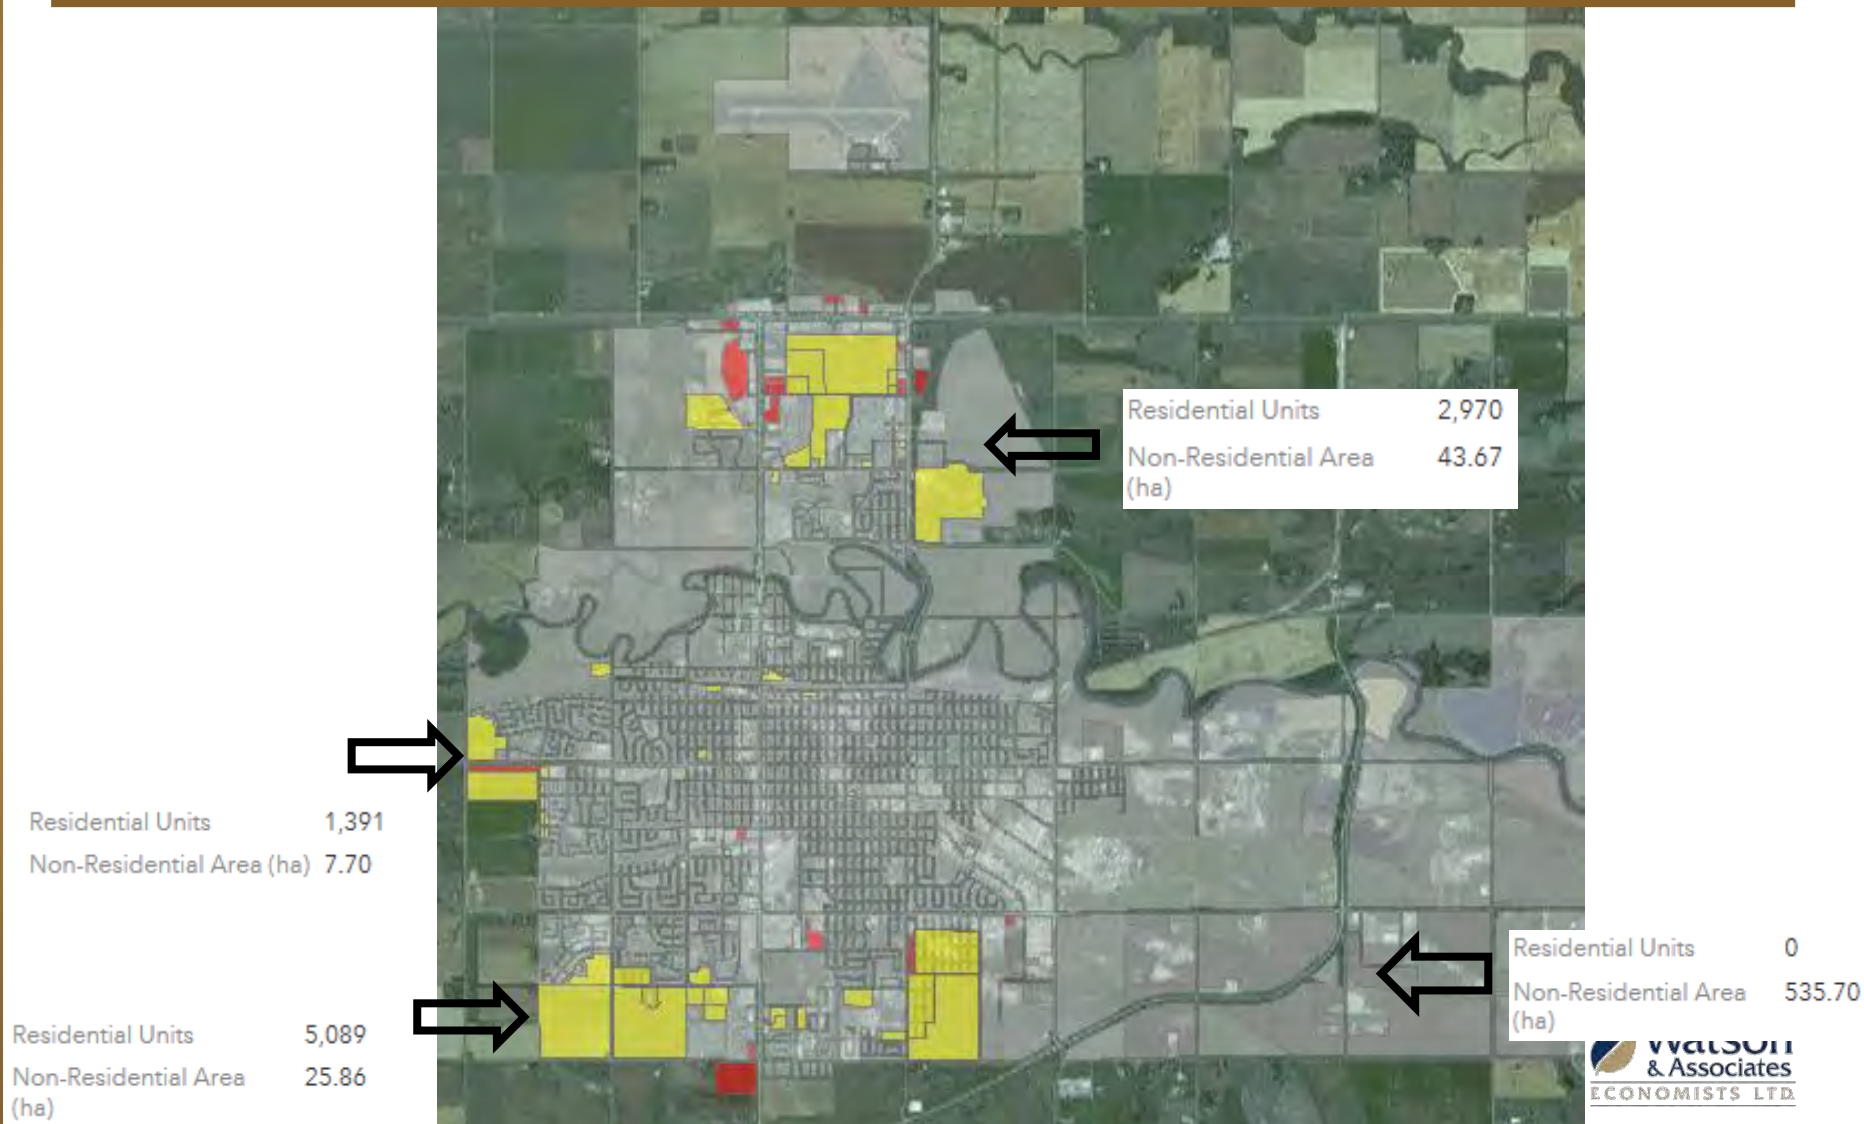 Residential Units 2,970
Non-Residential Area 43.67
(ha)
Residential Units 1,391
Non-Residential Area (ha) 7.70
Residential Units 0
Non-Residential Area 535.70
(ha)
Residential Units 5,089
Non-Residential Area 25.86
(ha)
Watson
& Associates
ECONOMISTS LTD.